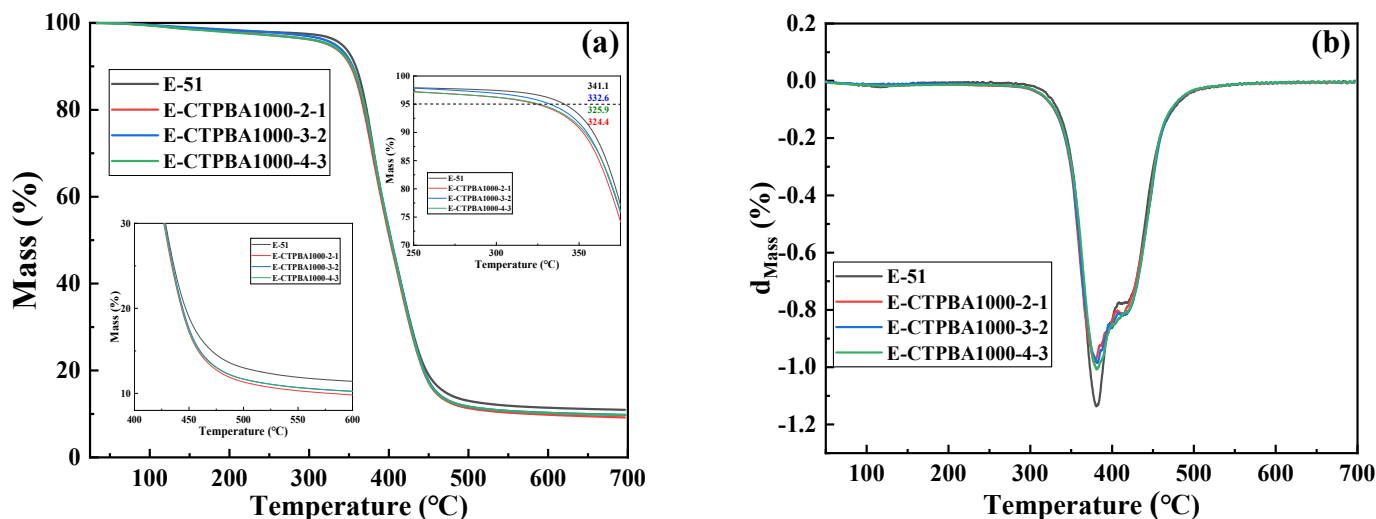 (a)
100
80
60
40
20
0
Mass (%)
100 200 300 400 500 600 700
Temperature (℃)
E-51
E-CTPBA1000-2-1
E-CTPBA1000-3-2
E-CTPBA1000-4-3
100
95
90
85
80
75
70
Mass (%)
250 300 350
Temperature (℃)
341.1
332.6
325.9
324.4
E-51
E-CTPBA1000-2-1
E-CTPBA1000-3-2
E-CTPBA1000-4-3
30
20
10
Mass (%)
400 450 500 550 600
Temperature (℃)
E-51
E-CTPBA1000-2-1
E-CTPBA1000-3-2
E-CTPBA1000-4-3
(b)
0.2
0.0
-0.2
-0.4
-0.6
-0.8
-1.0
-1.2
-1.4
dMass (%)
100 200 300 400 500 600 700
Temperature (℃)
E-51
E-CTPBA1000-2-1
E-CTPBA1000-3-2
E-CTPBA1000-4-3